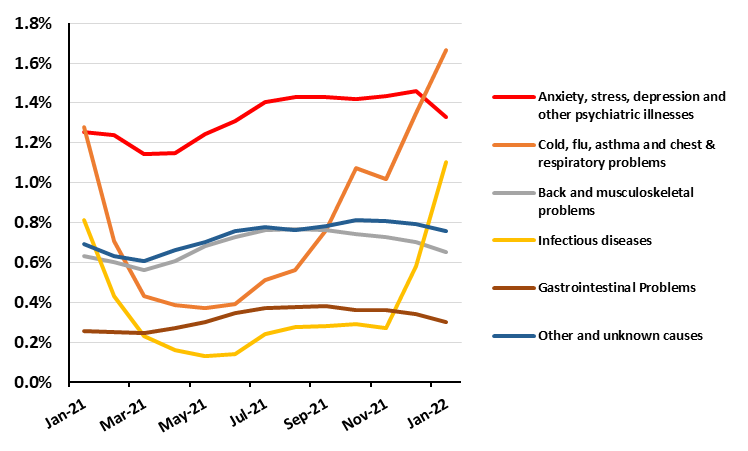 1.8%
1.6%
1.4%
1.2%
1.0%
0.8%
0.6%
0.4%
0.2%
0.0%
Jan-21
Mar-21
May-21
Jul-21
Sep-21
Nov-21
Jan-22
Anxiety, stress, depression and
other psychiatric illnesses
Cold, flu, asthma and chest &
respiratory problems
Back and musculoskeletal
problems
Infectious diseases
Gastrointestinal Problems
Other and unknown causes